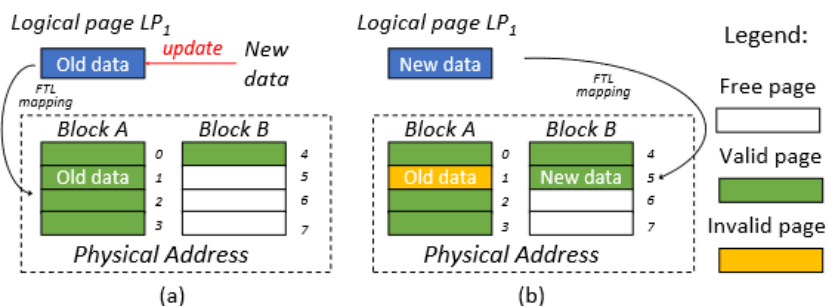 Logical page LP1
Old data
update
New
data
FTL
mapping
Block A
Block B
0
4
Old data
1
5
2
6
3
7
Physical Address
(a)
Logical page LP1
New data
FTL
mapping
Block A
Block B
0
4
Old data
1
New data
5
2
6
3
7
Physical Address
(b)
Legend:
Free page
Valid page
Invalid page